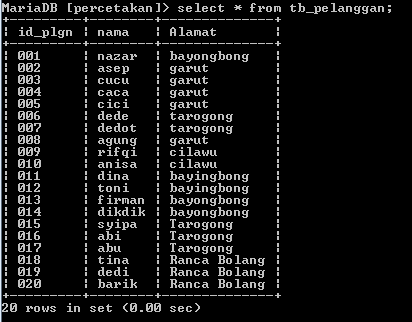 MariaDB [percetakan]> select * from tb_pelanggan;
+---------+---------+--------------+
| id_plgn | nama    | Alamat       |
+---------+---------+--------------+
| 001     | nazar   | bayongbong   |
| 002     | asep    | garut        |
| 003     | cucu    | garut        |
| 004     | caca    | garut        |
| 005     | cici    | garut        |
| 006     | dede    | tarogong     |
| 007     | dedot   | tarogong     |
| 008     | agung   | garut        |
| 009     | rifqi   | cilawu       |
| 010     | anisa   | cilawu       |
| 011     | dina    | bayingbong   |
| 012     | toni    | bayingbong   |
| 013     | firman  | bayongbong   |
| 014     | dikdik  | bayongbong   |
| 015     | syipa   | Tarogong     |
| 016     | abi     | Tarogong     |
| 017     | abu     | Tarogong     |
| 018     | tina    | Ranca Bolang |
| 019     | dedi    | Ranca Bolang |
| 020     | barik   | Ranca Bolang |
+---------+---------+--------------+
20 rows in set (0.00 sec)